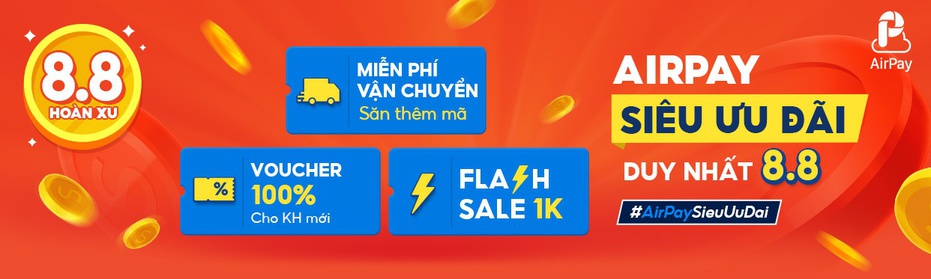 8.8
HOÀN XU
MIỄN PHÍ
VẬN CHUYỂN
Săn thêm mã
%
VOUCHER
100%
Cho KH mới
FLASH
SALE 1K
AIRPAY
SIÊU ƯU ĐÃI
DUY NHẤT 8.8
#AirPaySieuUuDai
AirPay